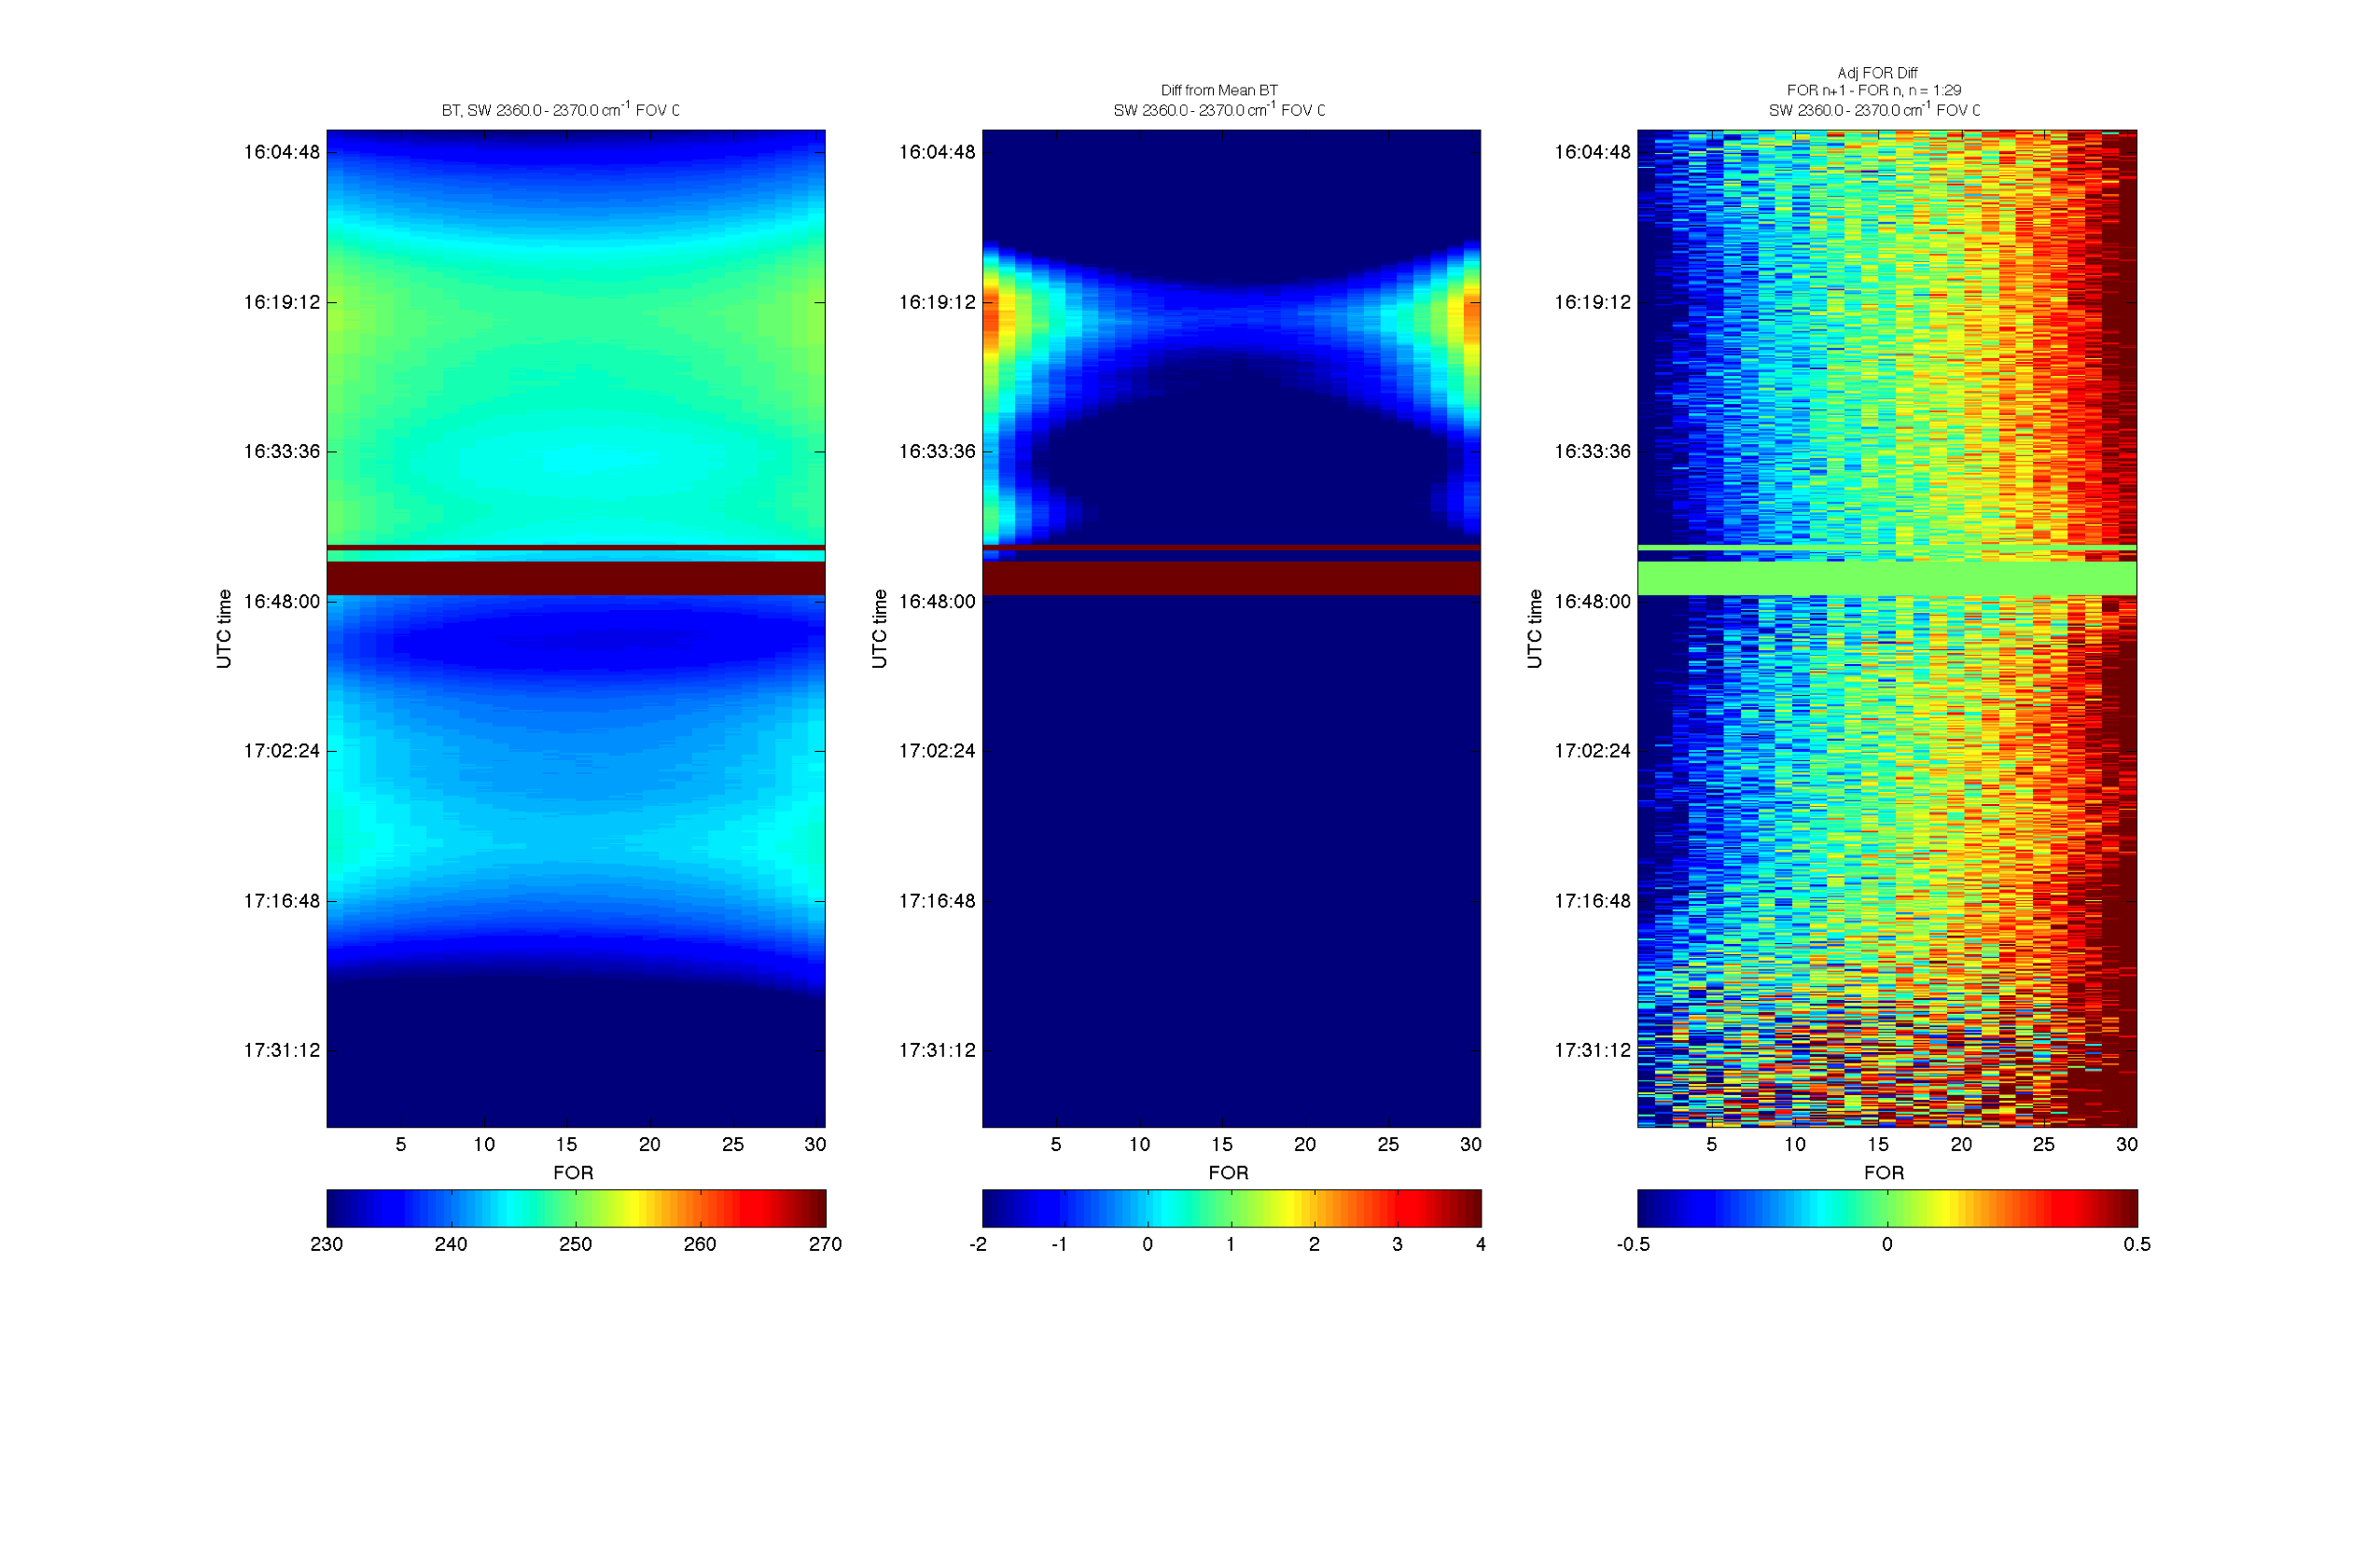 BT, SW 2360.0 - 2370.0 cm-1 FOV C
16:04:48
16:19:12
16:33:36
16:48:00
17:02:24
17:16:48
17:31:12
UTC time
5 10 15 20 25 30
FOR
230 240 250 260 270
Diff from Mean BT
SW 2360.0 - 2370.0 cm-1 FOV C
16:04:48
16:19:12
16:33:36
16:48:00
17:02:24
17:16:48
17:31:12
UTC time
5 10 15 20 25 30
FOR
-2 -1 0 1 2 3 4
Adj FOR Diff
FOR n+1 - FOR n, n = 1:29
SW 2360.0 - 2370.0 cm-1 FOV C
16:04:48
16:19:12
16:33:36
16:48:00
17:02:24
17:16:48
17:31:12
UTC time
5 10 15 20 25 30
FOR
-0.5 0 0.5